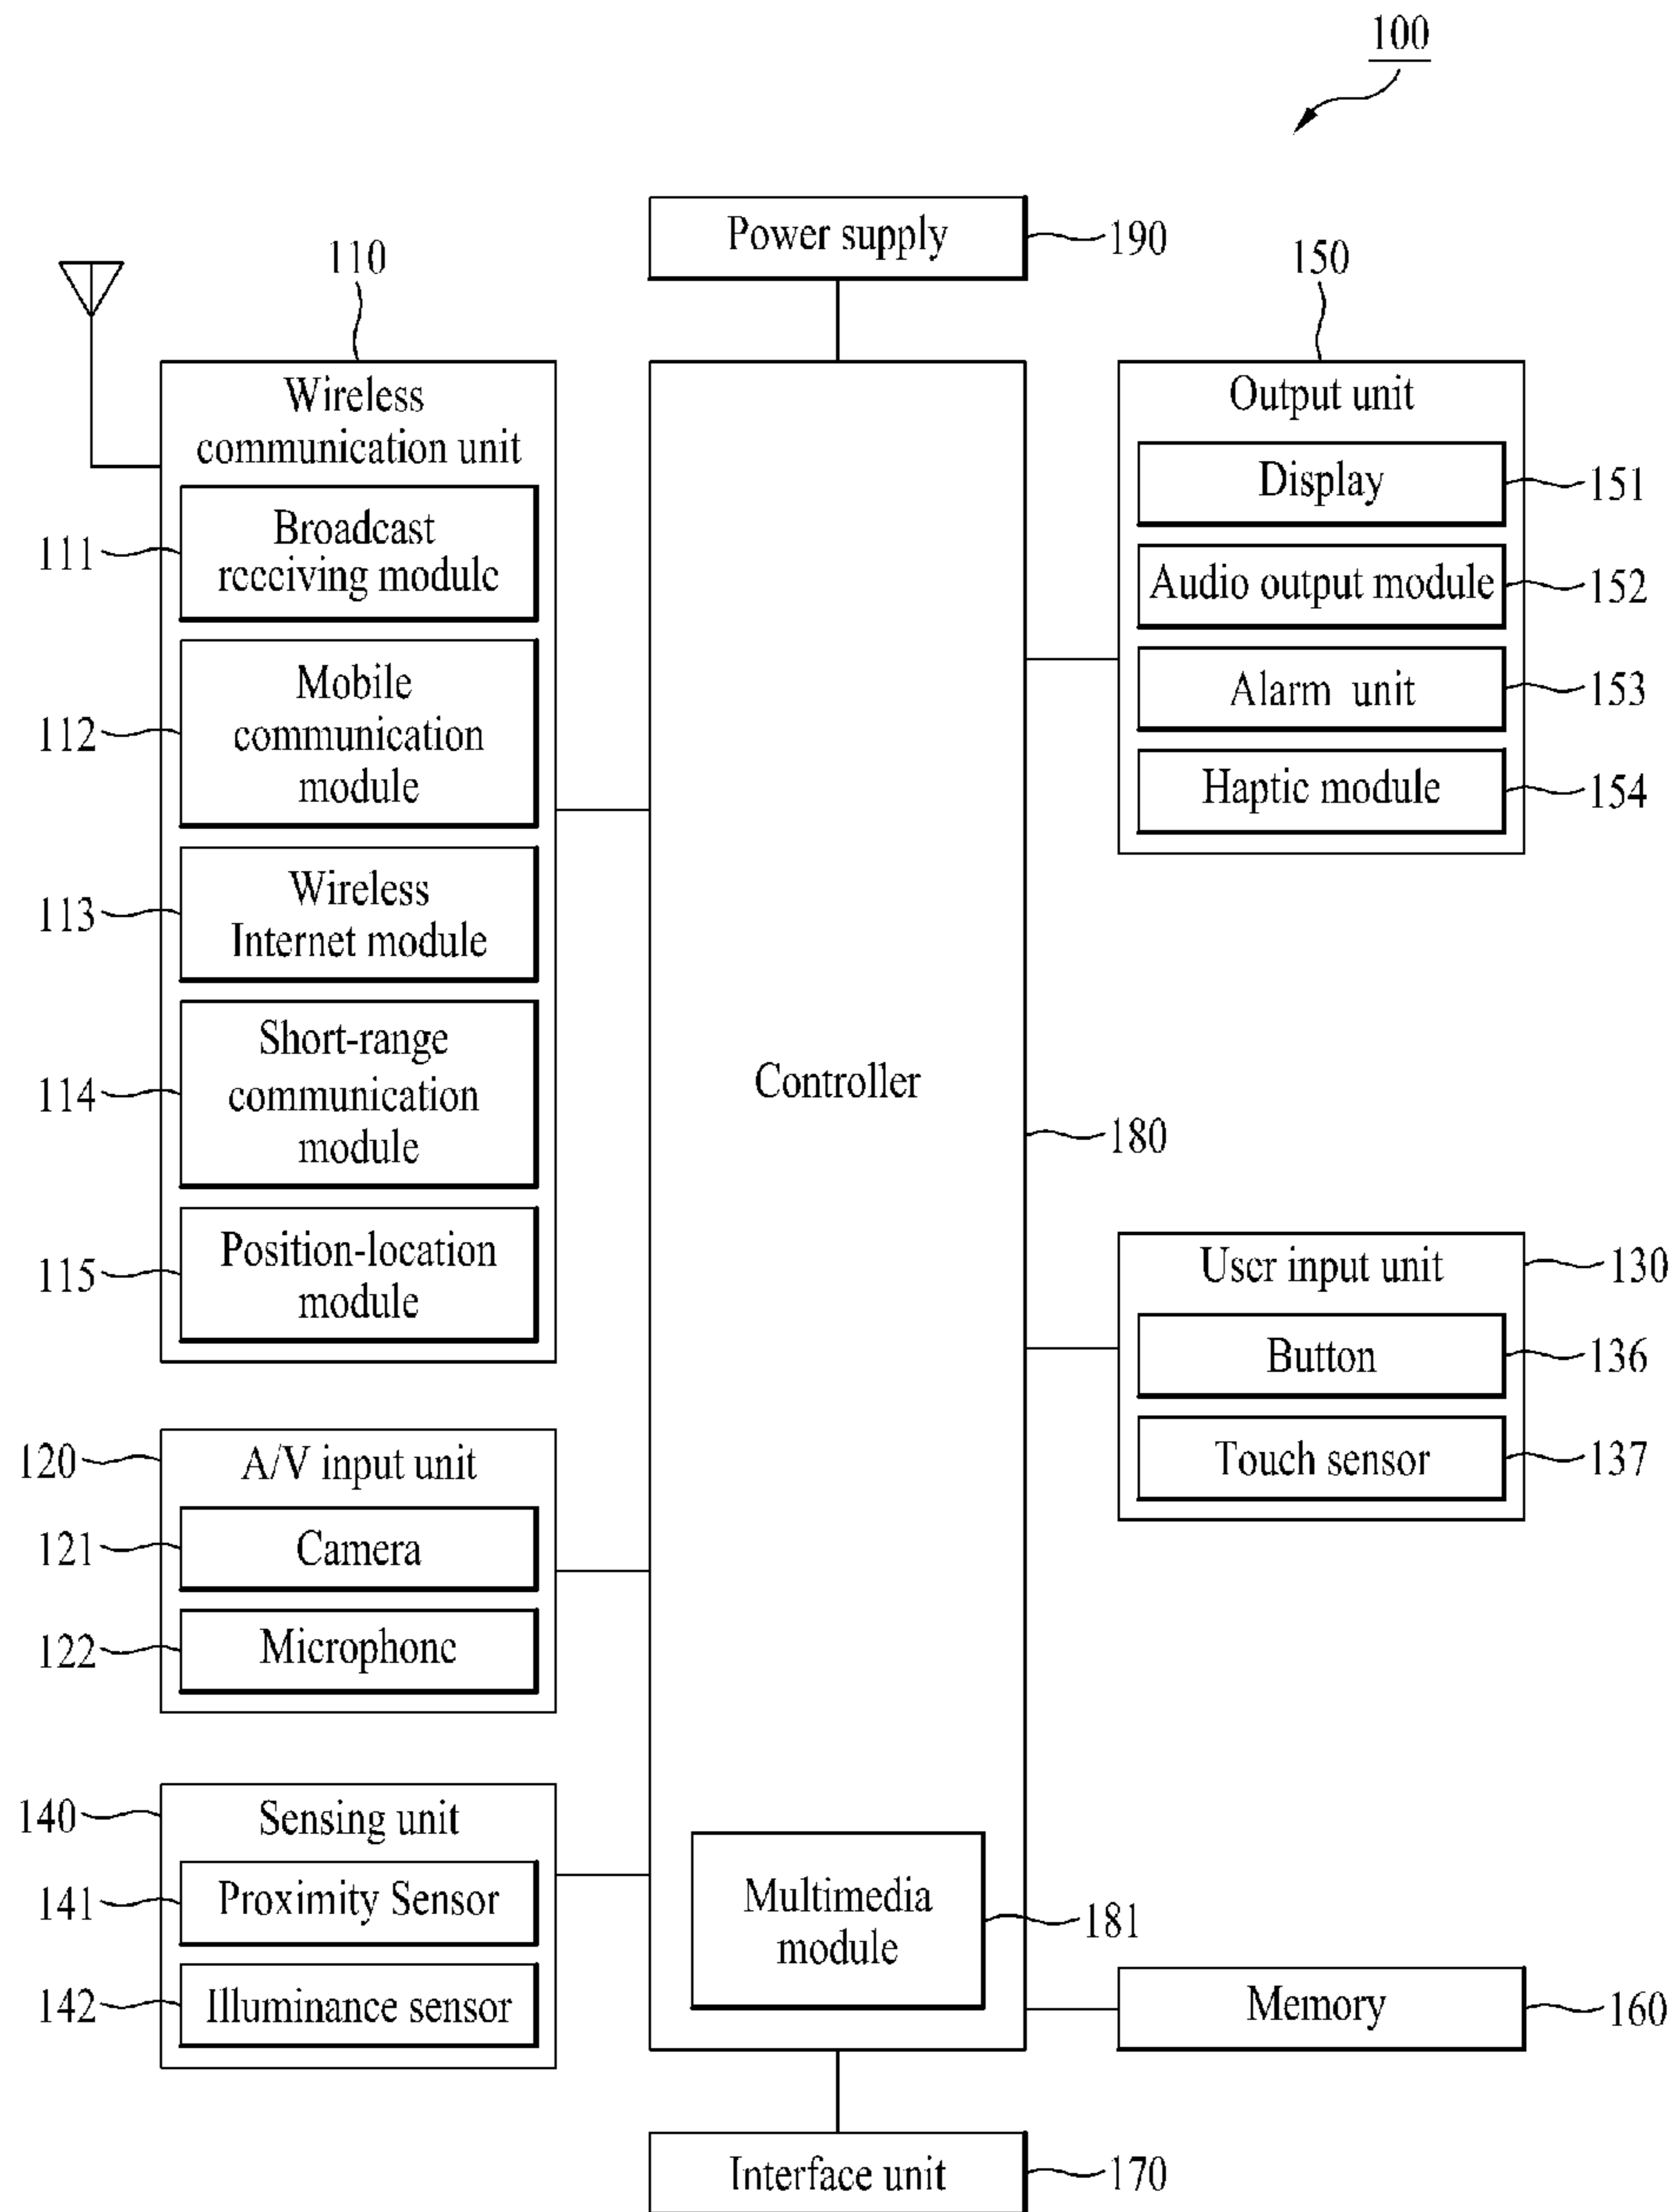 100
Power supply
190
110
Wireless
communication unit
111
Broadcast
receiving module
112
Mobile
communication
module
113
Wireless
Internet module
114
Short-range
communication
module
115
Position-location
module
120
A/V input unit
121
Camera
122
Microphone
140
Sensing unit
141
Proximity Sensor
142
Illuminance sensor
Controller
180
Multimedia
module
181
150
Output unit
Display
151
Audio output module
152
Alarm unit
153
Haptic module
154
User input unit
130
Button
136
Touch sensor
137
Memory
160
Interface unit
170